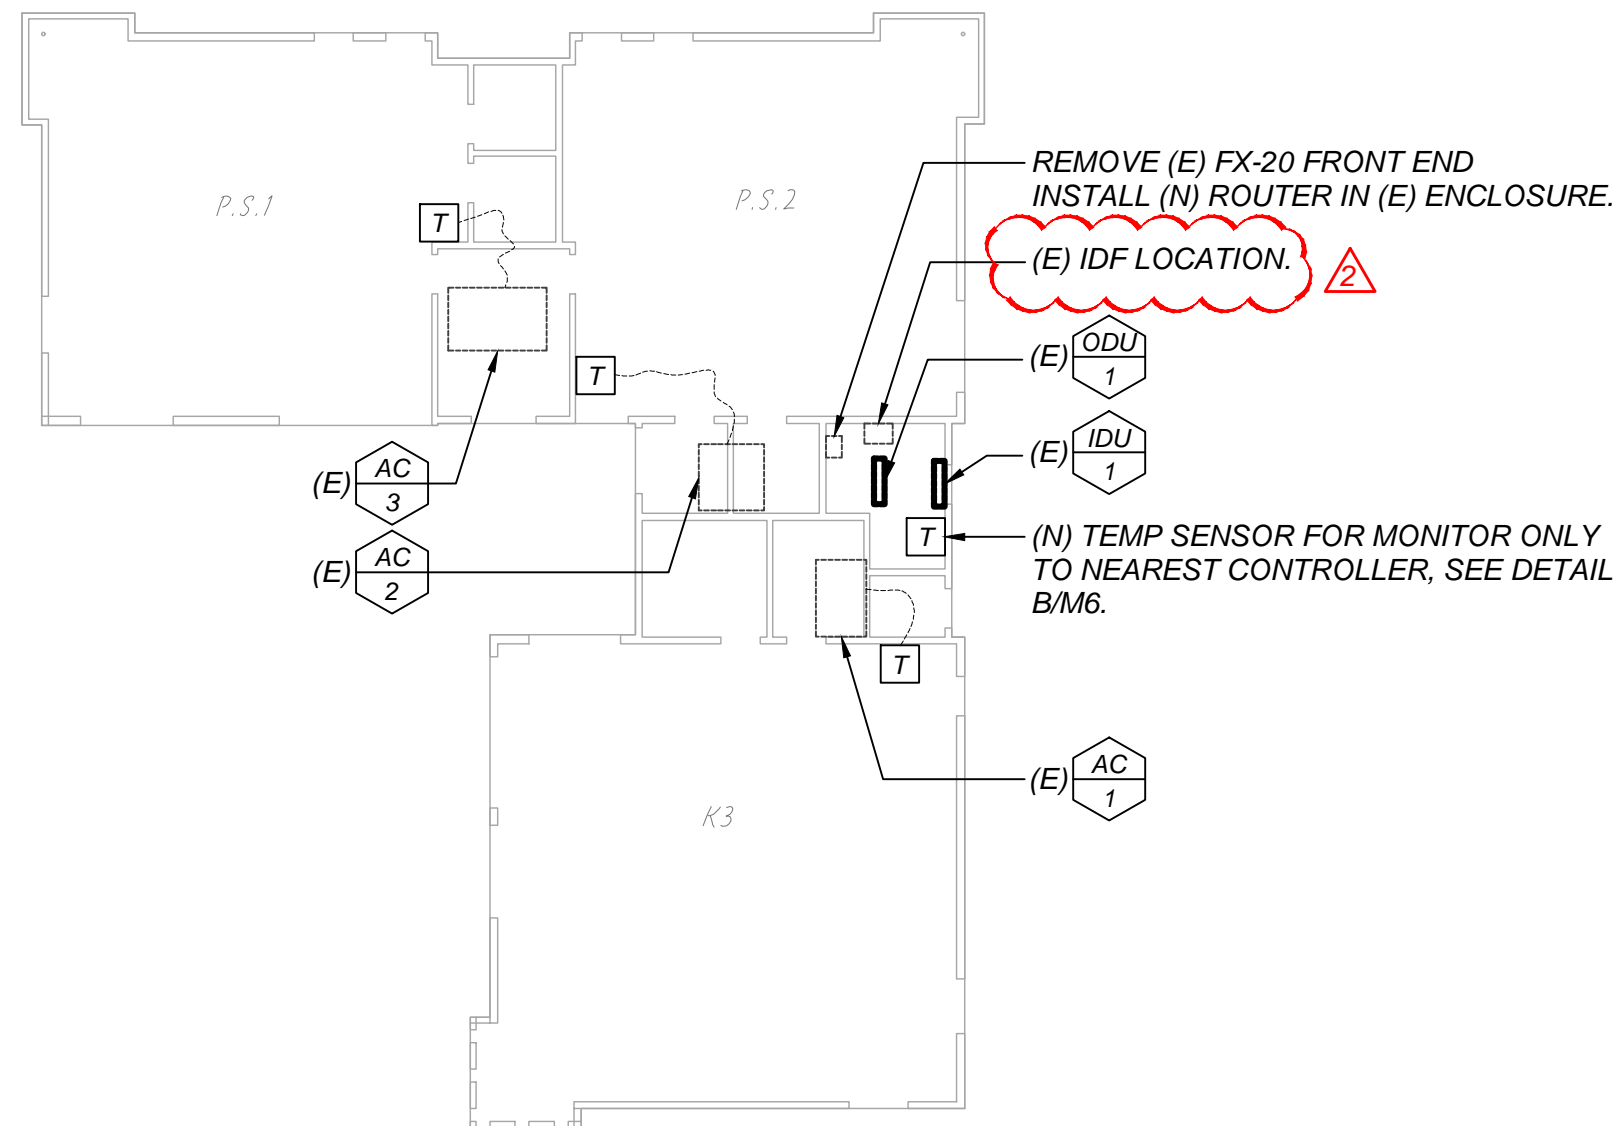 REMOVE (E) FX-20 FRONT END
INSTALL (N) ROUTER IN (E) ENCLOSURE.
P.S.1
P.S.2
T
(E) IDF LOCATION.
2
(E) ODU
1
T
(E) IDU
1
(E) AC
3
(N) TEMP SENSOR FOR MONITOR ONLY
TO NEAREST CONTROLLER, SEE DETAIL
B/M6.
T
(E) AC
2
T
(E) AC
1
K3